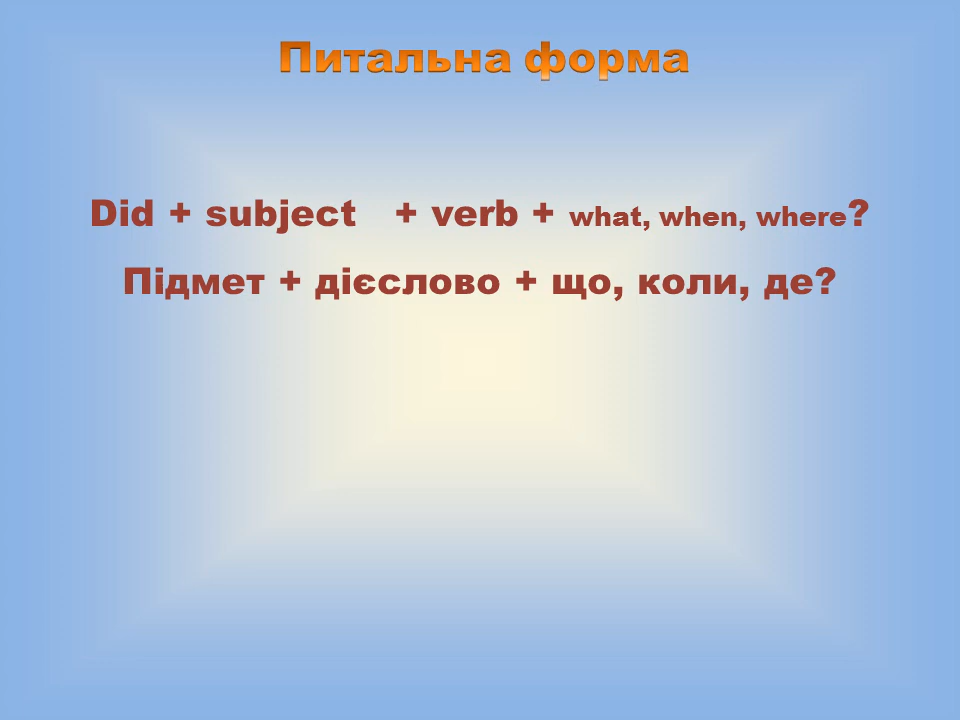 Питальна форма
Did + subject + verb + what, when, where?
Підмет + дієслово + що, коли, де?